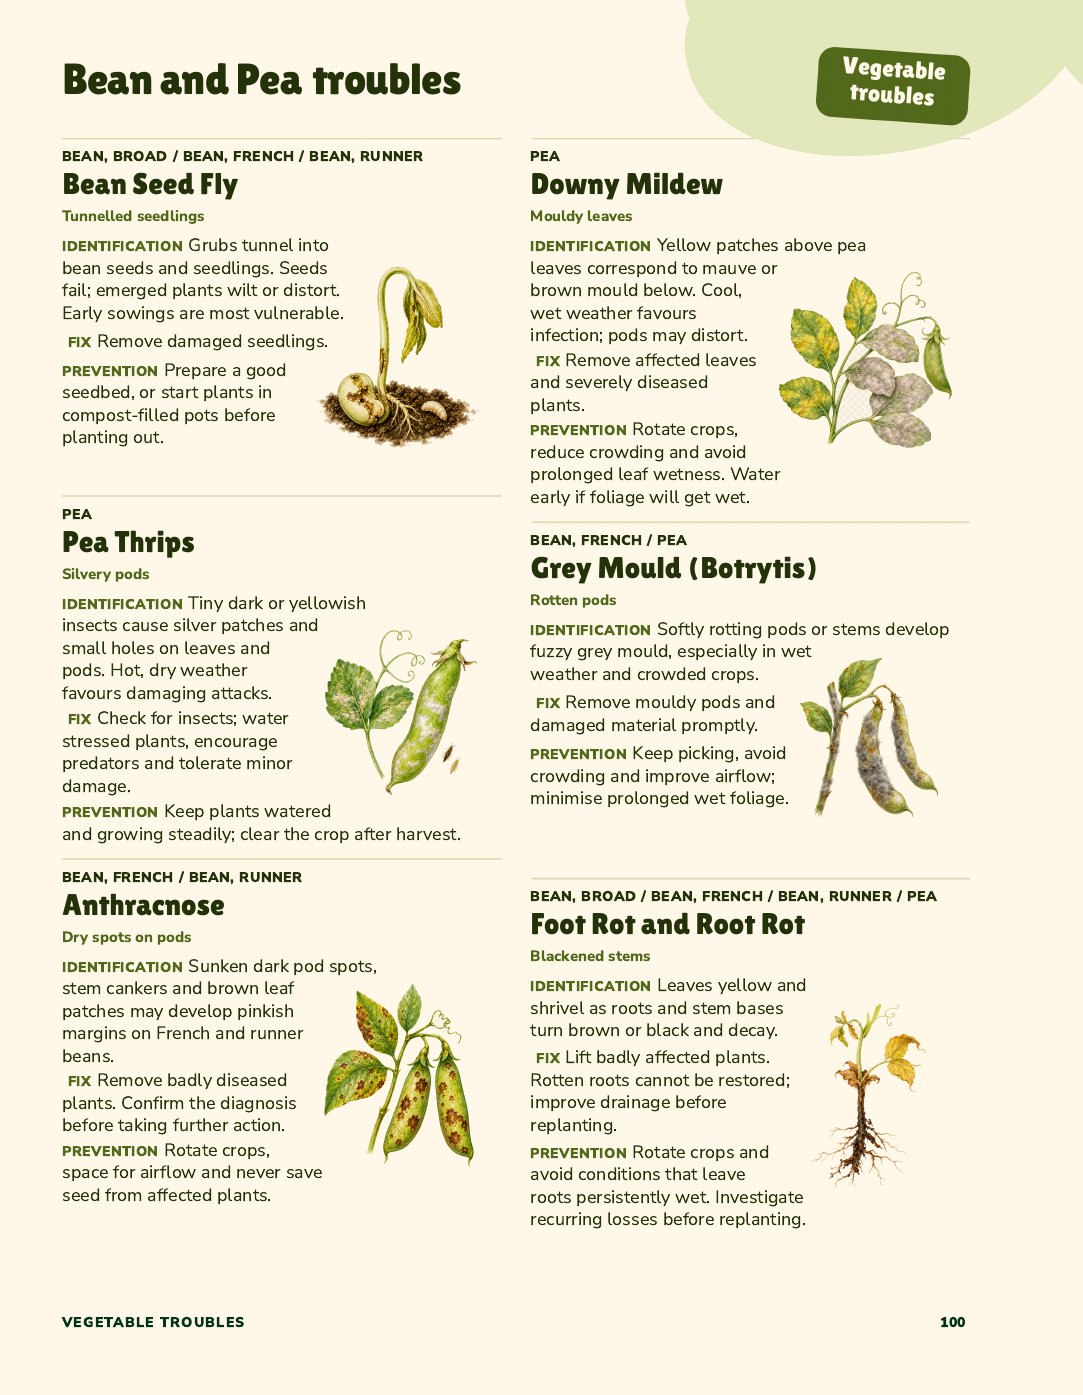 Bean and Pea troubles
Vegetable
troubles
BEAN, BROAD / BEAN, FRENCH / BEAN, RUNNER
Bean Seed Fly
Tunnelled seedlings
IDENTIFICATION Grubs tunnel into
bean seeds and seedlings. Seeds
fail; emerged plants wilt or distort.
Early sowings are most vulnerable.
FIX Remove damaged seedlings.
PREVENTION Prepare a good
seedbed, or start plants in
compost-filled pots before
planting out.
PEA
Pea Thrips
Silvery pods
IDENTIFICATION Tiny dark or yellowish
insects cause silver patches and
small holes on leaves and
pods. Hot, dry weather
favours damaging attacks.
FIX Check for insects; water
stressed plants, encourage
predators and tolerate minor
damage.
PREVENTION Keep plants watered
and growing steadily; clear the crop after harvest.
BEAN, FRENCH / BEAN, RUNNER
Anthracnose
Dry spots on pods
IDENTIFICATION Sunken dark pod spots,
stem cankers and brown leaf
patches may develop pinkish
margins on French and runner
beans.
FIX Remove badly diseased
plants. Confirm the diagnosis
before taking further action.
PREVENTION Rotate crops,
space for airflow and never save
seed from affected plants.
PEA
Downy Mildew
Mouldy leaves
IDENTIFICATION Yellow patches above pea
leaves correspond to mauve or
brown mould below. Cool,
wet weather favours
infection; pods may distort.
FIX Remove affected leaves
and severely diseased
plants.
PREVENTION Rotate crops,
reduce crowding and avoid
prolonged leaf wetness. Water
early if foliage will get wet.
BEAN, FRENCH / PEA
Grey Mould (Botrytis)
Rotten pods
IDENTIFICATION Softly rotting pods or stems develop
fuzzy grey mould, especially in wet
weather and crowded crops.
FIX Remove mouldy pods and
damaged material promptly.
PREVENTION Keep picking, avoid
crowding and improve airflow;
minimise prolonged wet foliage.
BEAN, BROAD / BEAN, FRENCH / BEAN, RUNNER / PEA
Foot Rot and Root Rot
Blackened stems
IDENTIFICATION Leaves yellow and
shrivel as roots and stem bases
turn brown or black and decay.
FIX Lift badly affected plants.
Rotten roots cannot be restored;
improve drainage before
replanting.
PREVENTION Rotate crops and
avoid conditions that leave
roots persistently wet. Investigate
recurring losses before replanting.
VEGETABLE TROUBLES
100